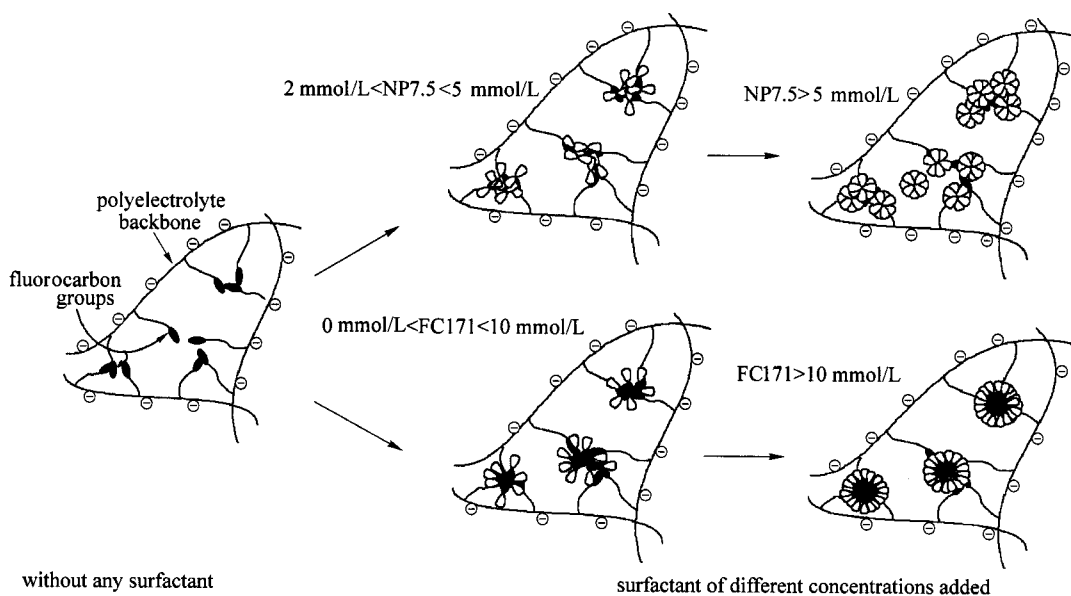 2 mmol/L<NP7.5<5 mmol/L
NP7.5>5 mmol/L
polyelectrolyte
backbone
fluorocarbon
groups
0 mmol/L<FC171<10 mmol/L
FC171>10 mmol/L
without any surfactant
surfactant of different concentrations added